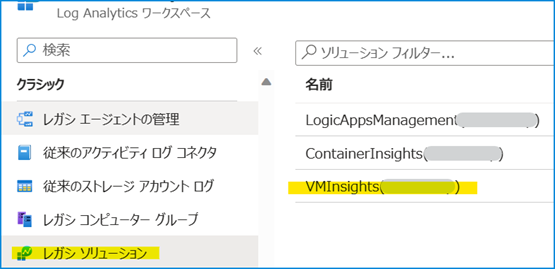 Log Analytics ワークスペース
検索
«
ソリューション フィルター...
クラシック
名前
レガシ エージェントの管理
LogicAppsManagement( )
従来のアクティビティ ログ コネクタ
ContainerInsights( )
従来のストレージ アカウント ログ
VMInsights( )
レガシ コンピューター グループ
レガシ ソリューション